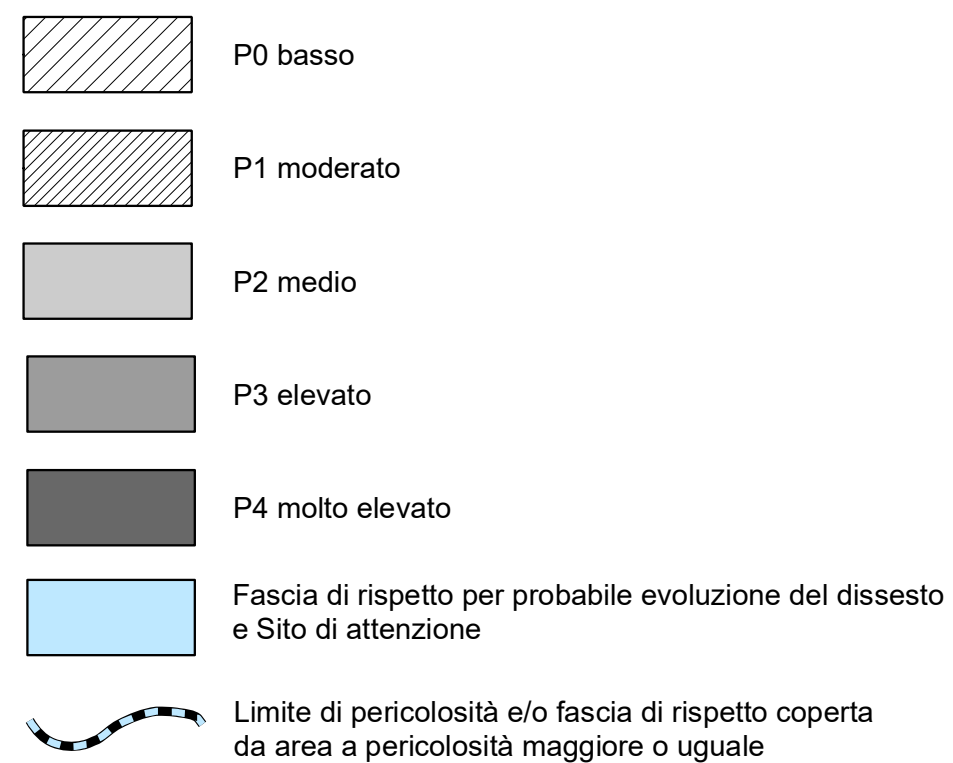 P0 basso
P1 moderato
P2 medio
P3 elevato
P4 molto elevato
Fascia di rispetto per probabile evoluzione del dissesto
e Sito di attenzione
Limite di pericolosità e/o fascia di rispetto coperta
da area a pericolosità maggiore o uguale